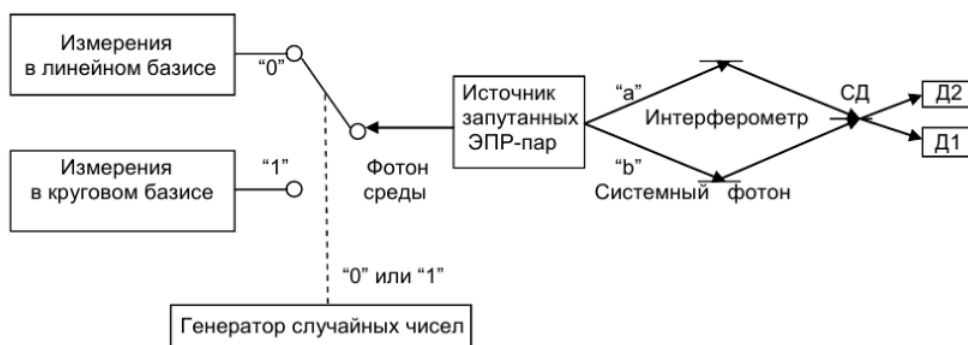 Измерения
в линейном базисе
“0”
Источник
запутанных
ЭПР-пар
“a”
Интерферометр
СД
Д2
Д1
Измерения
в круговом базисе
“1”
Фотон
среды
“b”
Системный фотон
“0” или “1”
Генератор случайных чисел